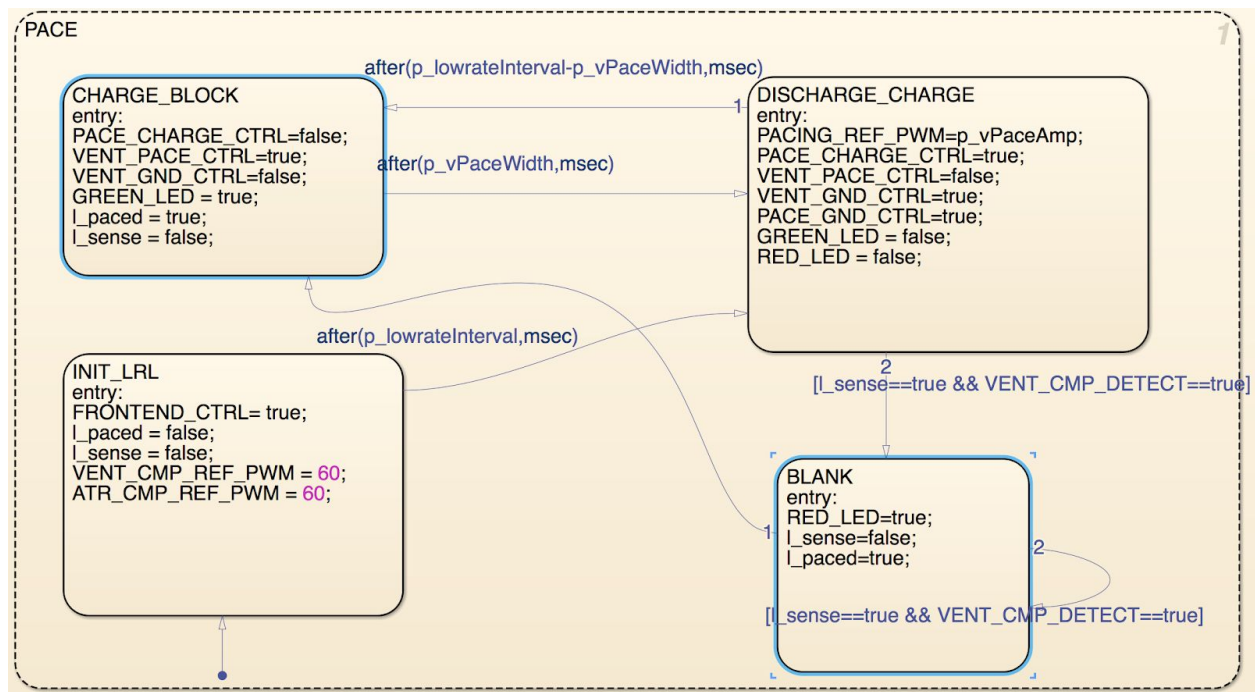 PACE
1
after(p_lowrateInterval-p_vPaceWidth,msec)
CHARGE_BLOCK
entry:
PACE_CHARGE_CTRL=false;
VENT_PACE_CTRL=true;
VENT_GND_CTRL=false;
GREEN_LED = true;
l_paced = true;
l_sense = false;
1
after(p_vPaceWidth,msec)
DISCHARGE_CHARGE
entry:
PACING_REF_PWM=p_vPaceAmp;
PACE_CHARGE_CTRL=true;
VENT_PACE_CTRL=false;
VENT_GND_CTRL=true;
PACE_GND_CTRL=true;
GREEN_LED = false;
RED_LED = false;
after(p_lowrateInterval,msec)
INIT_LRL
entry:
FRONTEND_CTRL= true;
l_paced = false;
l_sense = false;
VENT_CMP_REF_PWM = 60;
ATR_CMP_REF_PWM = 60;
2
[l_sense==true && VENT_CMP_DETECT==true]
BLANK
entry:
RED_LED=true;
l_sense=false;
l_paced=true;
1
2
[l_sense==true && VENT_CMP_DETECT==true]